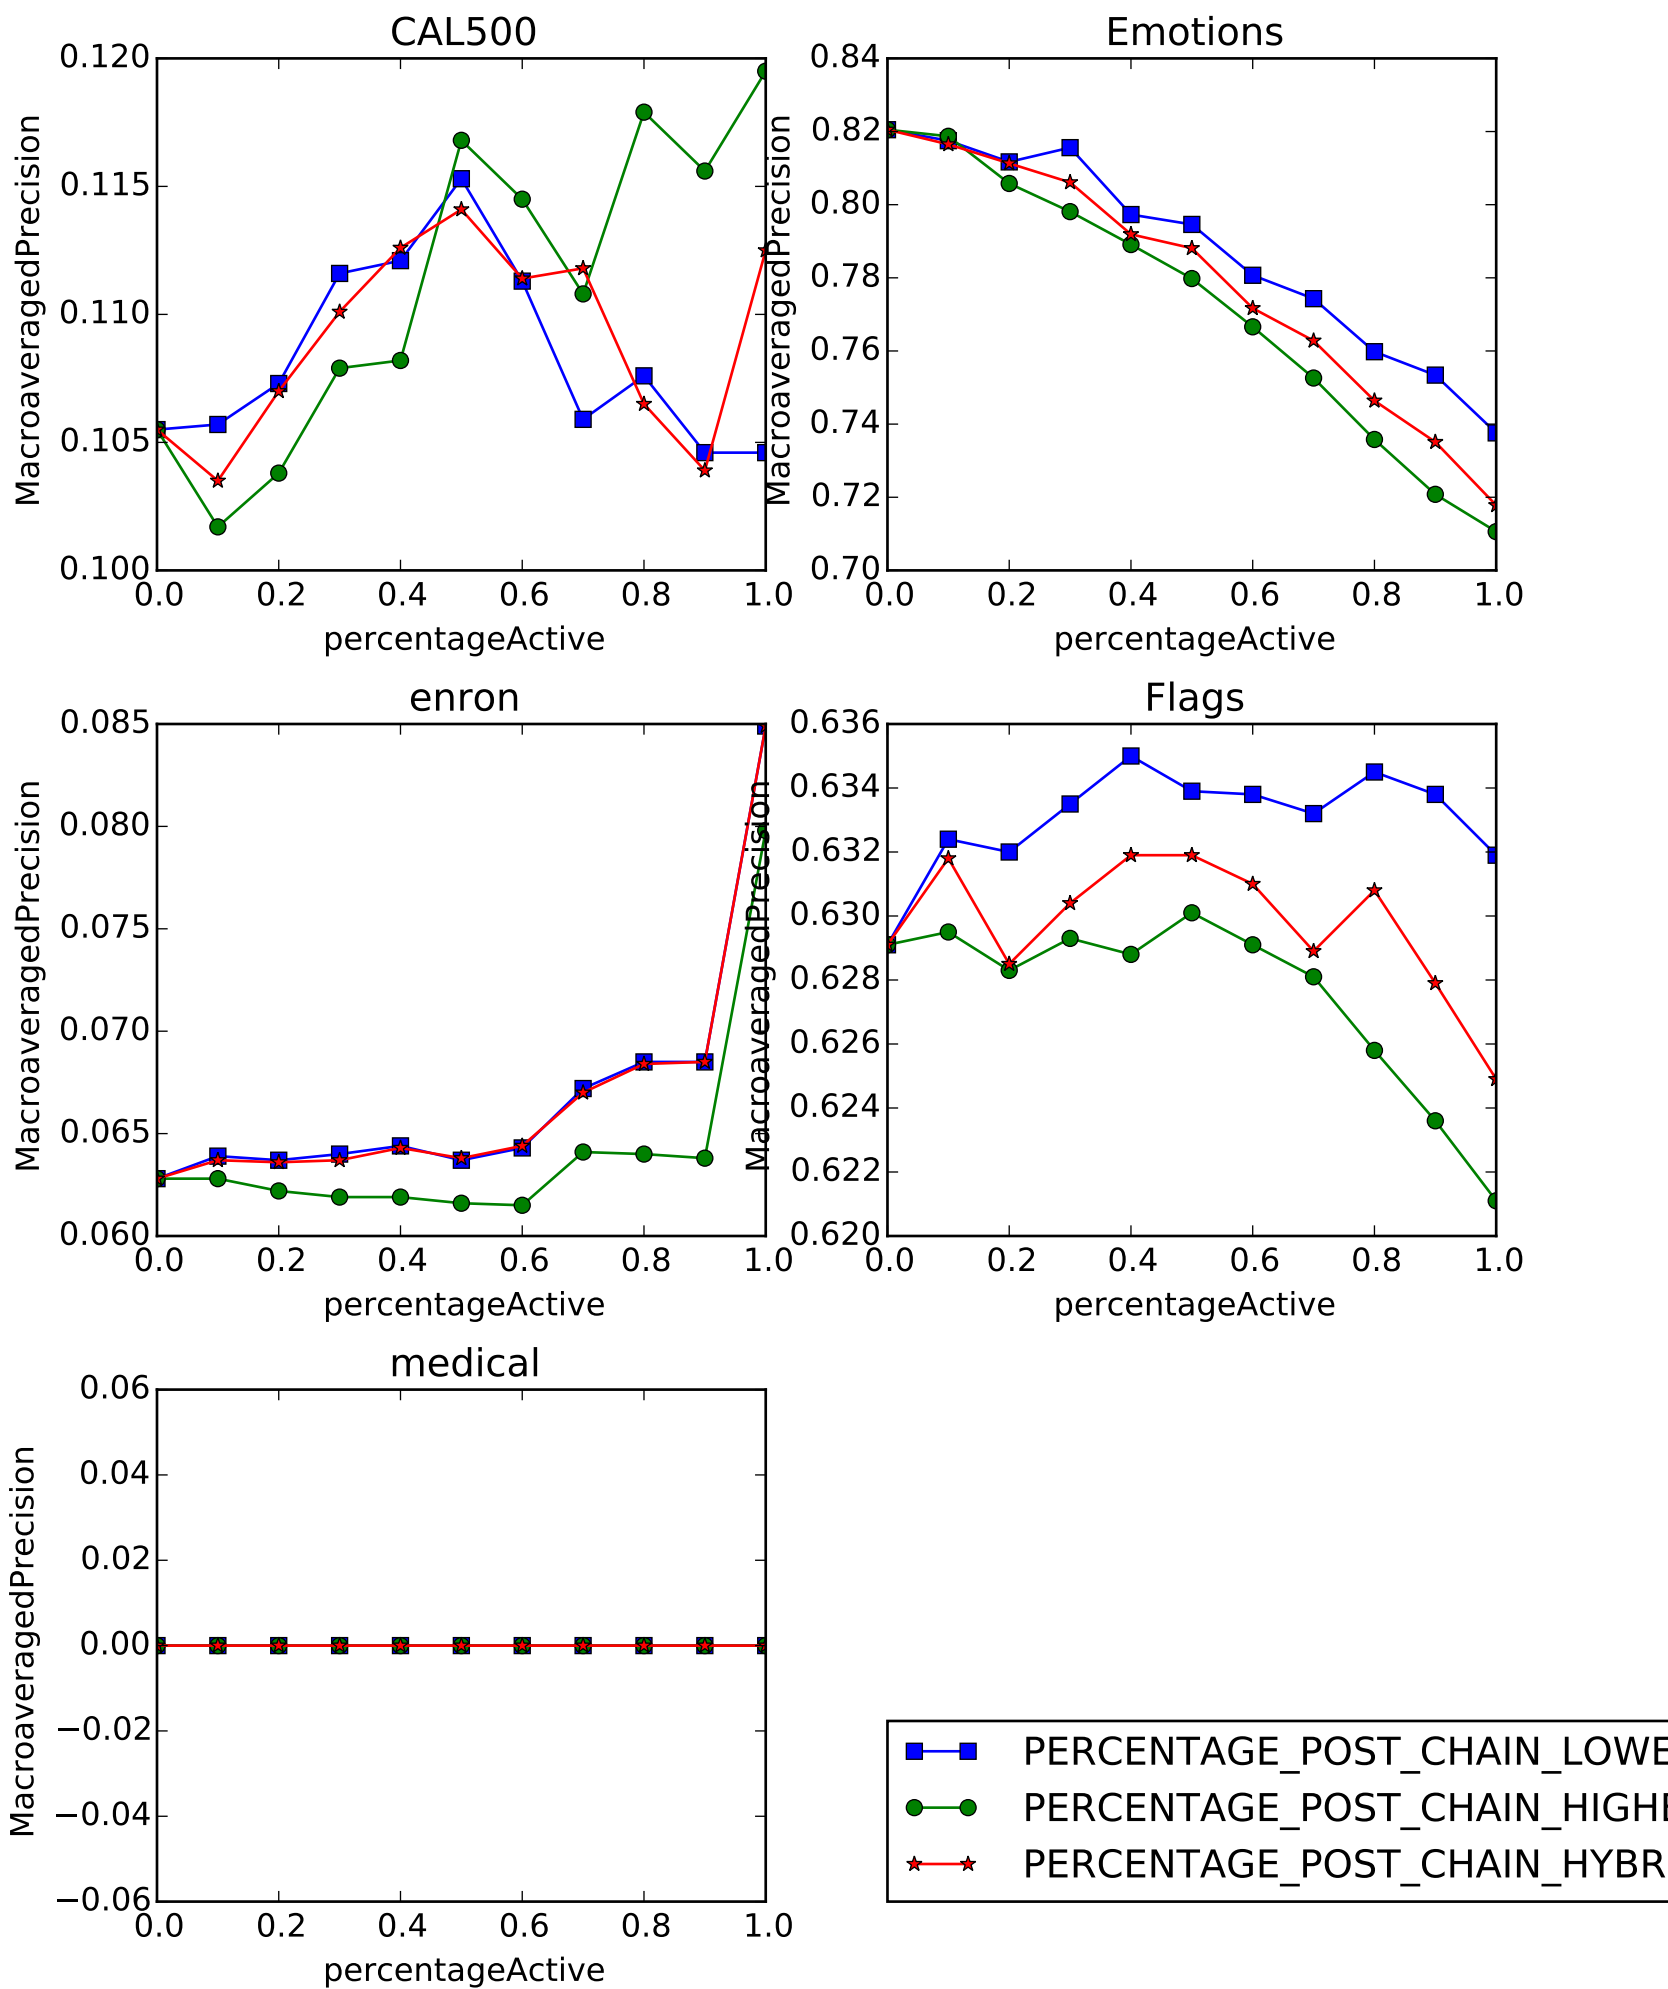 CAL500
0.120
0.115
0.110
0.105
0.100
MacroaveragedPrecision
0.0 0.2 0.4 0.6 0.8 1.0
percentageActive
Emotions
0.84
0.82
0.80
0.78
0.76
0.74
0.72
0.70
MacroaveragedPrecision
0.0 0.2 0.4 0.6 0.8 1.0
percentageActive
enron
0.085
0.080
0.075
0.070
0.065
0.060
MacroaveragedPrecision
0.0 0.2 0.4 0.6 0.8 1.0
percentageActive
Flags
0.636
0.634
0.632
0.630
0.628
0.626
0.624
0.622
0.620
MacroaveragedPrecision
0.0 0.2 0.4 0.6 0.8 1.0
percentageActive
medical
0.06
0.04
0.02
0.00
−0.02
−0.04
−0.06
MacroaveragedPrecision
0.0 0.2 0.4 0.6 0.8 1.0
percentageActive
PERCENTAGE_POST_CHAIN_LOWE
PERCENTAGE_POST_CHAIN_HIGHE
PERCENTAGE_POST_CHAIN_HYBR